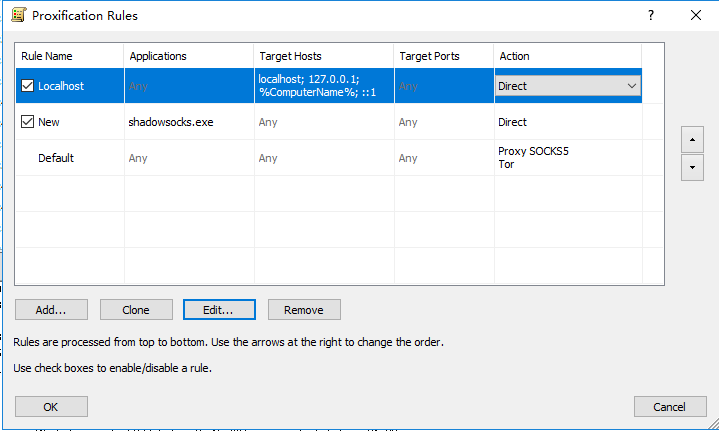 Proxification Rules
?
Rule Name Applications Target Hosts Target Ports Action
Localhost Any localhost; 127.0.0.1; %ComputerName%; ::1 Any Direct
New shadowsocks.exe Any Any Direct
Default Any Any Any Proxy SOCKS5 Tor
Add... Clone Edit... Remove
Rules are processed from top to bottom. Use the arrows at the right to change the order.
Use check boxes to enable/disable a rule.
OK Cancel